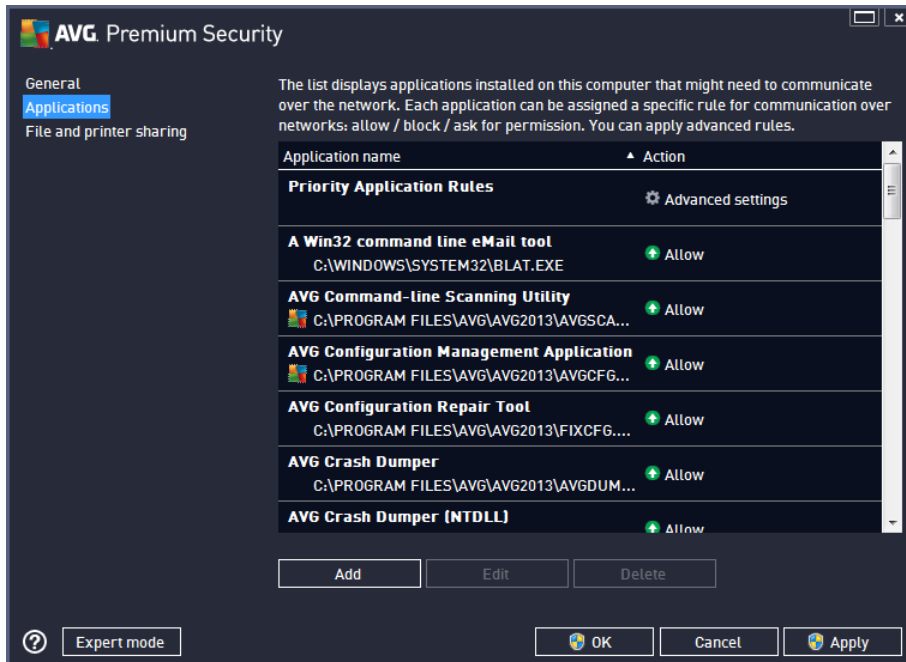 AVG. Premium Security
General
Applications
File and printer sharing
The list displays applications installed on this computer that might need to communicate
over the network. Each application can be assigned a specific rule for communication over
networks: allow / block / ask for permission. You can apply advanced rules.
Application name
Action
Priority Application Rules
Advanced settings
A Win32 command line eMail tool
C:\WINDOWS\SYSTEM32\BLAT.EXE
Allow
AVG Command-line Scanning Utility
C:\PROGRAM FILES\AVG\AVG2013\AVGSCA...
Allow
AVG Configuration Management Application
C:\PROGRAM FILES\AVG\AVG2013\AVGCFG...
Allow
AVG Configuration Repair Tool
C:\PROGRAM FILES\AVG\AVG2013\FIXCFG....
Allow
AVG Crash Dumper
C:\PROGRAM FILES\AVG\AVG2013\AVGDUM...
Allow
AVG Crash Dumper (NTDLL)
Allow
Add
Edit
Delete
?
Expert mode
OK
Cancel
Apply